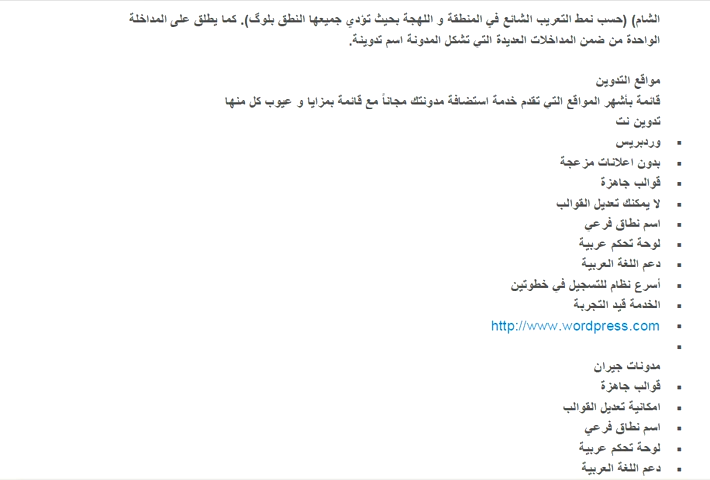 الشام) (حسب نمط التعريب الشائع في المنطقة و اللهجة بحيث تؤدي جميعها النطق بلوگ). كما يطلق على المداخلة
الواحدة من ضمن المداخلات العديدة التي تشكل المدونة اسم تدوينة.
مواقع التدوين
قائمة بأشهر المواقع التي تقدم خدمة استضافة مدونتك مجاناً مع قائمة بمزايا و عيوب كل منها
تدوين نت
▪ وردبريس
▪ بدون اعلانات مزعجة
▪ قوالب جاهزة
▪ لا يمكنك تعديل القوالب
▪ اسم نطاق فرعي
▪ لوحة تحكم عربية
▪ دعم اللغة العربية
▪ أسرع نظام للتسجيل في خطوتين
▪ الخدمة قيد التجربة
▪ http://www.wordpress.com
▪
مدونات جيران
▪ قوالب جاهزة
▪ امكانية تعديل القوالب
▪ اسم نطاق فرعي
▪ لوحة تحكم عربية
▪ دعم اللغة العربية